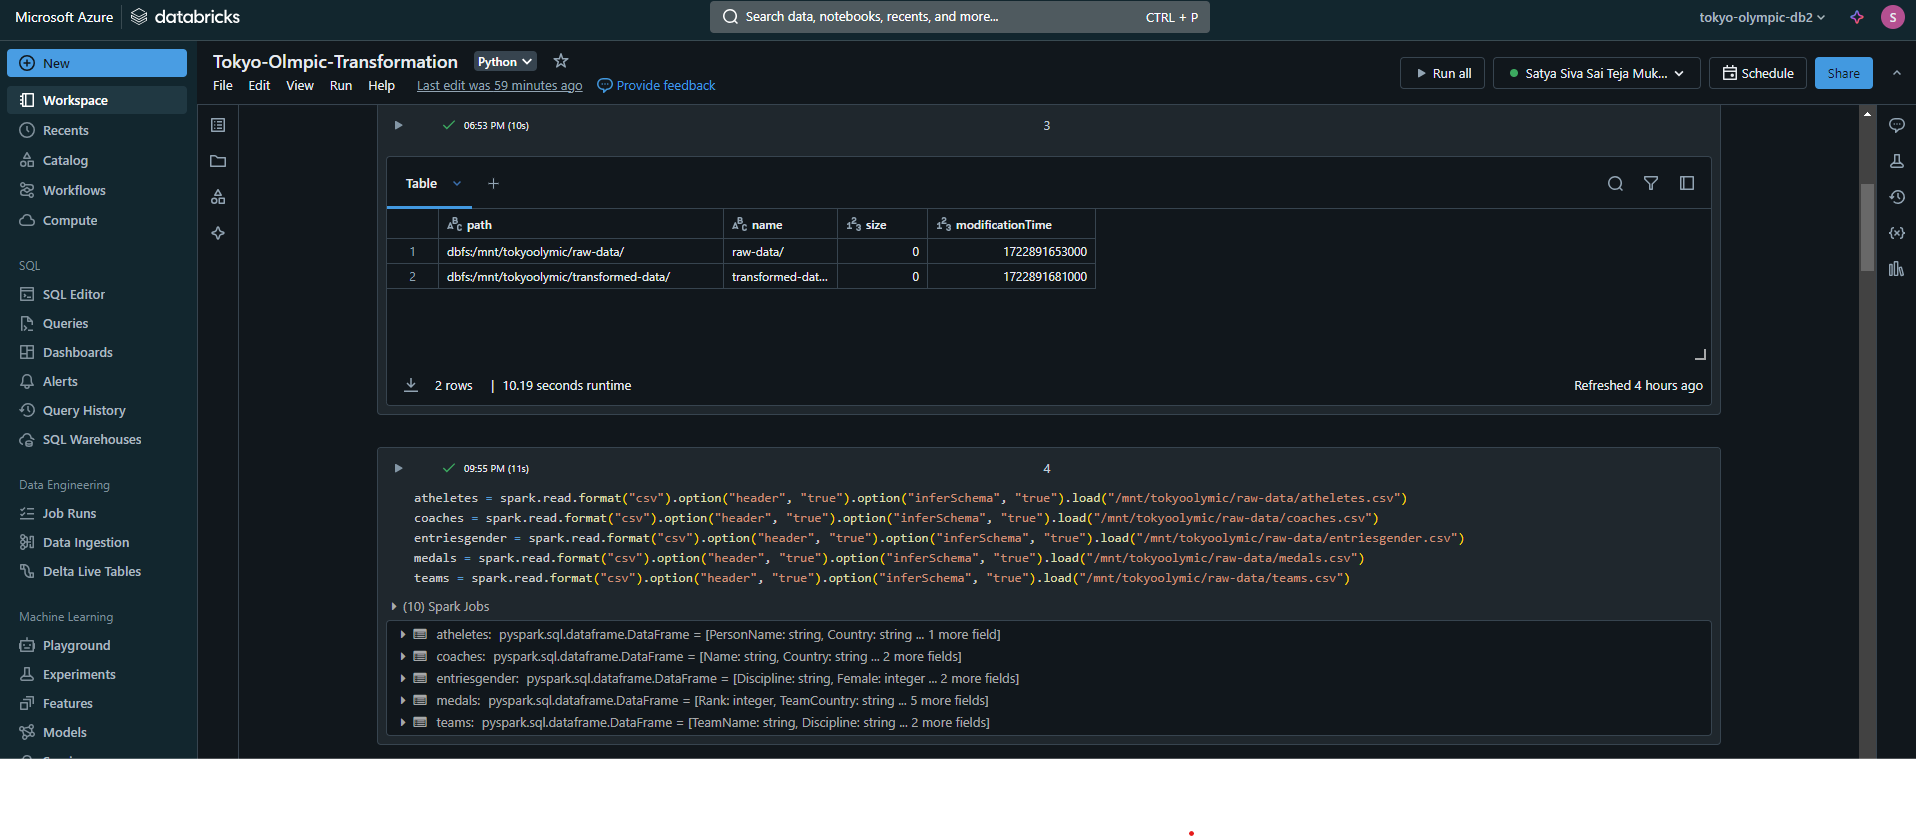 Microsoft Azure databricks
Search data, notebooks, recents, and more... CTRL + P
tokyo-olympic-db2
S
New
Workspace
Recents
Catalog
Workflows
Compute
SQL
SQL Editor
Queries
Dashboards
Alerts
Query History
SQL Warehouses
Data Engineering
Job Runs
Data Ingestion
Delta Live Tables
Machine Learning
Playground
Experiments
Features
Models
Tokyo-Olmpic-Transformation Python
File Edit View Run Help Last edit was 59 minutes ago Provide feedback
Run all Satya Siva Sai Teja Muk... Schedule Share
06:53 PM (10s) 3
Table
path name size modificationTime
1 dbfs:/mnt/tokyoolymic/raw-data/ raw-data/ 0 1722891653000
2 dbfs:/mnt/tokyoolymic/transformed-data/ transformed-dat... 0 1722891681000
2 rows | 10.19 seconds runtime Refreshed 4 hours ago
09:55 PM (11s) 4
atheletes = spark.read.format("csv").option("header", "true").option("inferSchema", "true").load("/mnt/tokyoolymic/raw-data/atheletes.csv")
coaches = spark.read.format("csv").option("header", "true").option("inferSchema", "true").load("/mnt/tokyoolymic/raw-data/coaches.csv")
entriesgender = spark.read.format("csv").option("header", "true").option("inferSchema", "true").load("/mnt/tokyoolymic/raw-data/entriesgender.csv")
medals = spark.read.format("csv").option("header", "true").option("inferSchema", "true").load("/mnt/tokyoolymic/raw-data/medals.csv")
teams = spark.read.format("csv").option("header", "true").option("inferSchema", "true").load("/mnt/tokyoolymic/raw-data/teams.csv")
(10) Spark Jobs
atheletes: pyspark.sql.dataframe.DataFrame = [PersonName: string, Country: string ... 1 more field]
coaches: pyspark.sql.dataframe.DataFrame = [Name: string, Country: string ... 2 more fields]
entriesgender: pyspark.sql.dataframe.DataFrame = [Discipline: string, Female: integer ... 2 more fields]
medals: pyspark.sql.dataframe.DataFrame = [Rank: integer, TeamCountry: string ... 5 more fields]
teams: pyspark.sql.dataframe.DataFrame = [TeamName: string, Discipline: string ... 2 more fields]